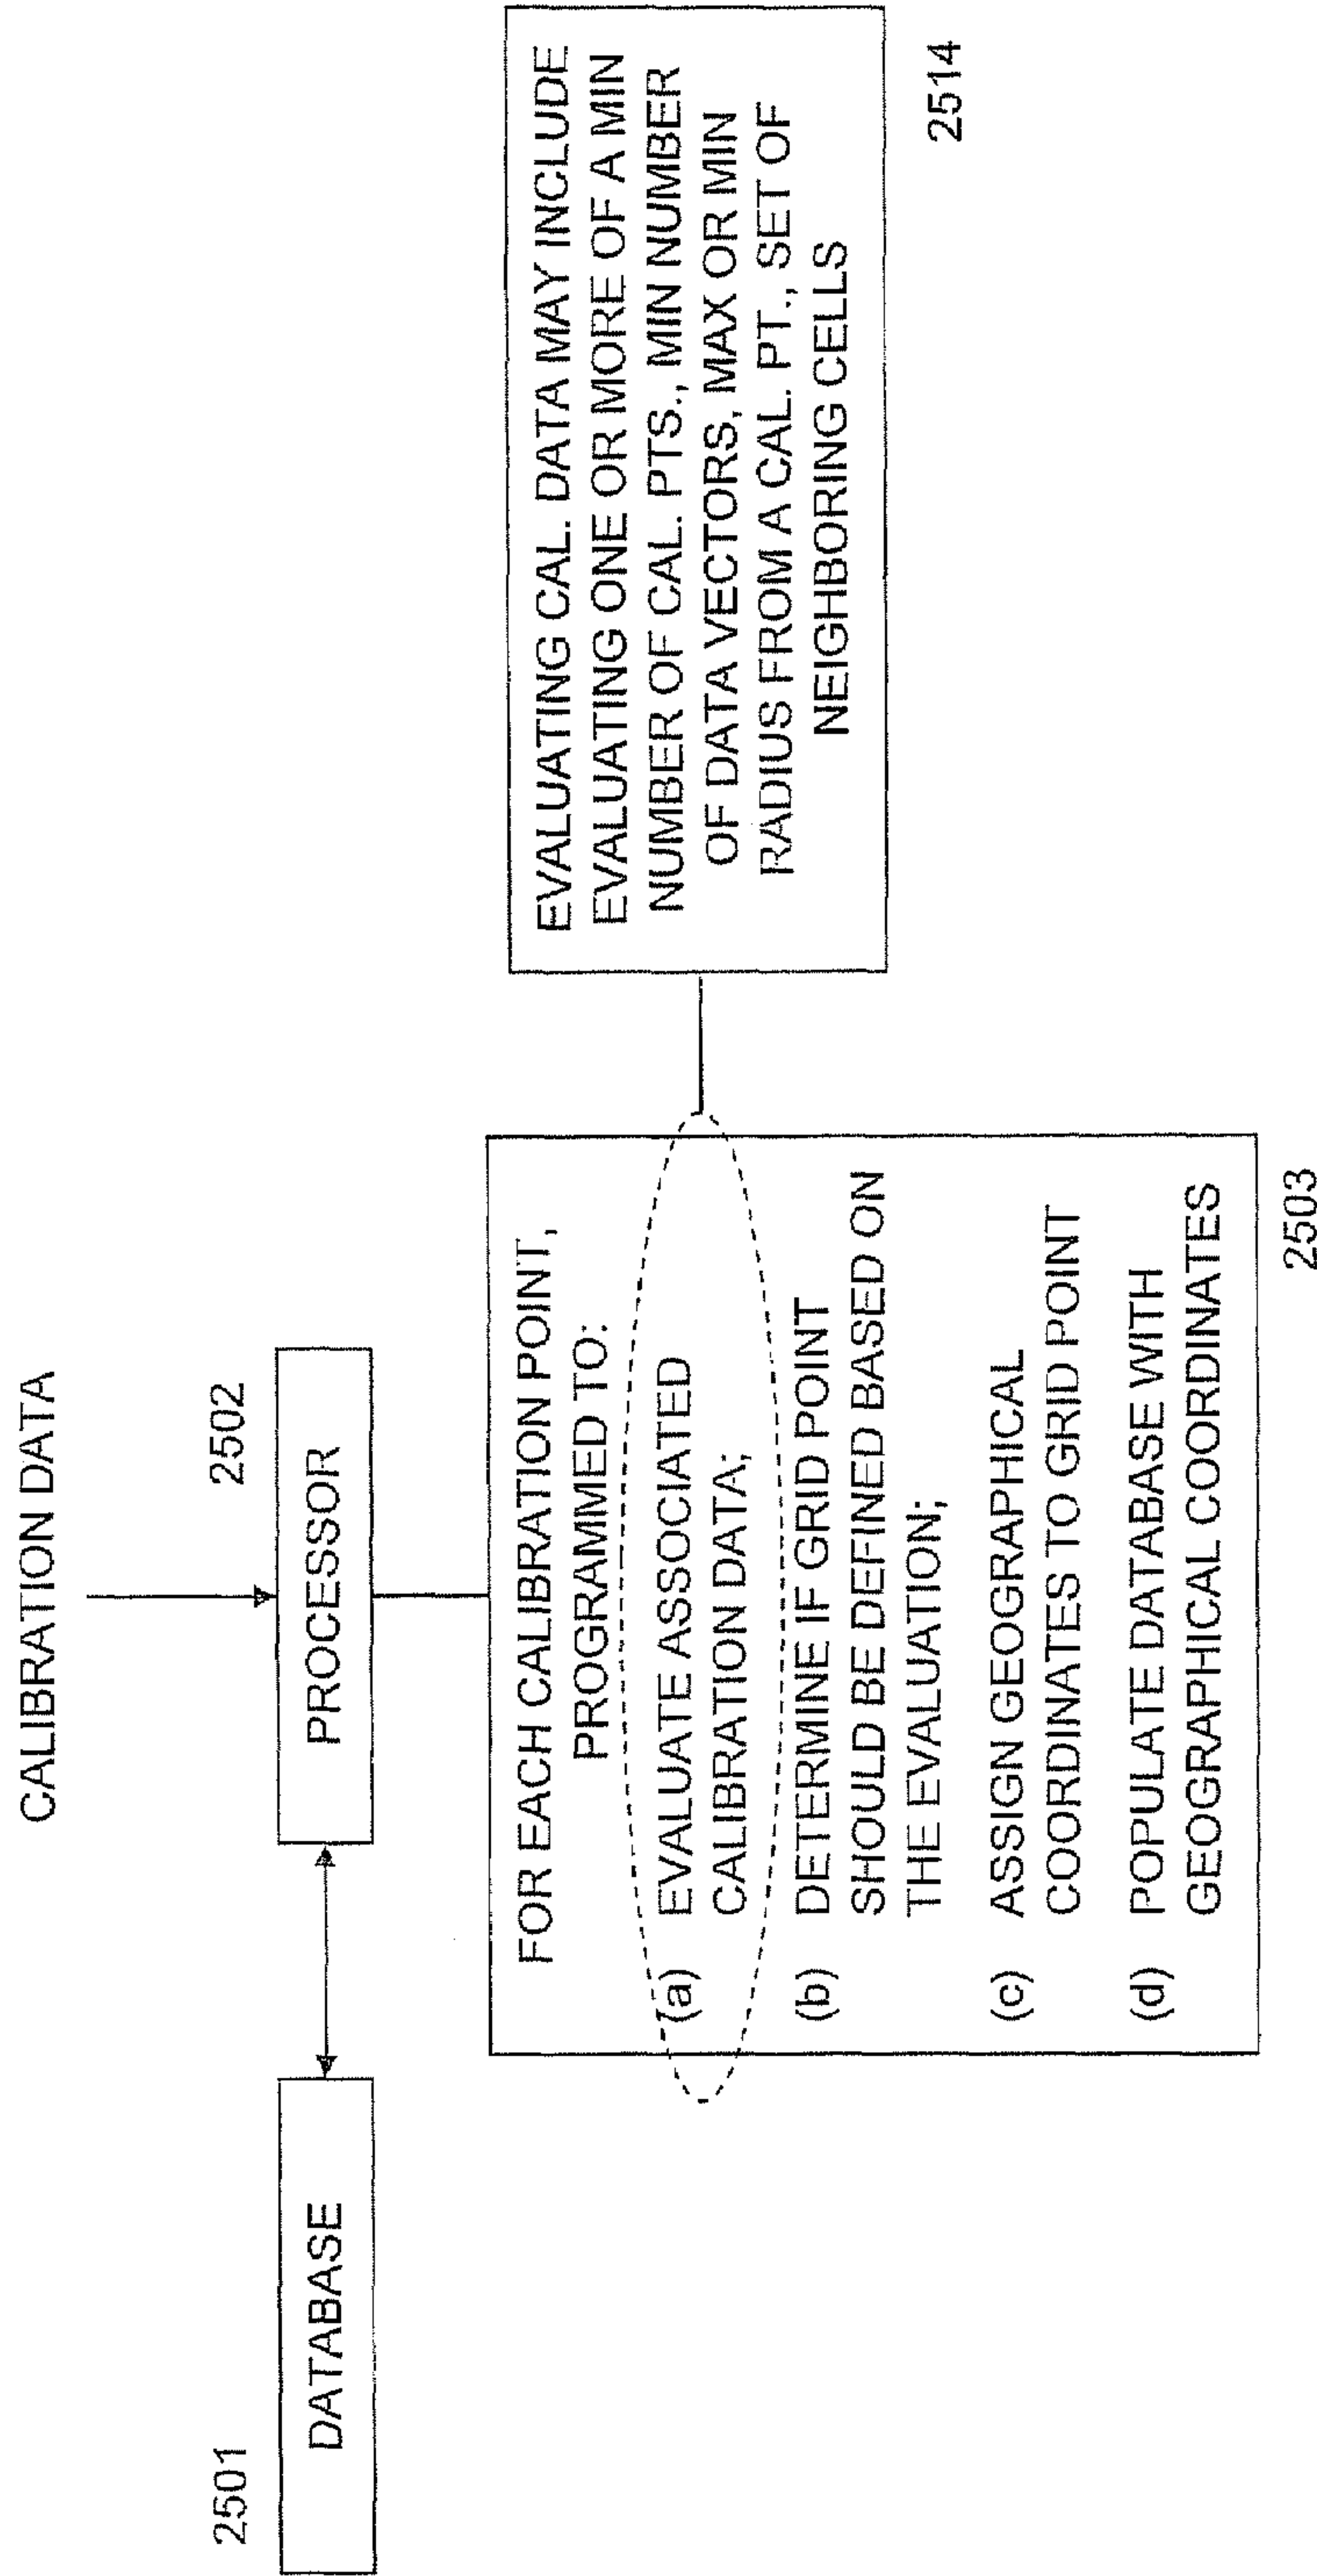 CALIBRATION DATA
2501
2502
DATABASE
PROCESSOR
FOR EACH CALIBRATION POINT,
PROGRAMMED TO:
(a) EVALUATE ASSOCIATED
CALIBRATION DATA;
(b) DETERMINE IF GRID POINT
SHOULD BE DEFINED BASED ON
THE EVALUATION;
(c) ASSIGN GEOGRAPHICAL
COORDINATES TO GRID POINT
(d) POPULATE DATABASE WITH
GEOGRAPHICAL COORDINATES
2503
EVALUATING CAL. DATA MAY INCLUDE
EVALUATING ONE OR MORE OF A MIN
NUMBER OF CAL. PTS., MIN NUMBER
OF DATA VECTORS, MAX OR MIN
RADIUS FROM A CAL. PT., SET OF
NEIGHBORING CELLS
2514